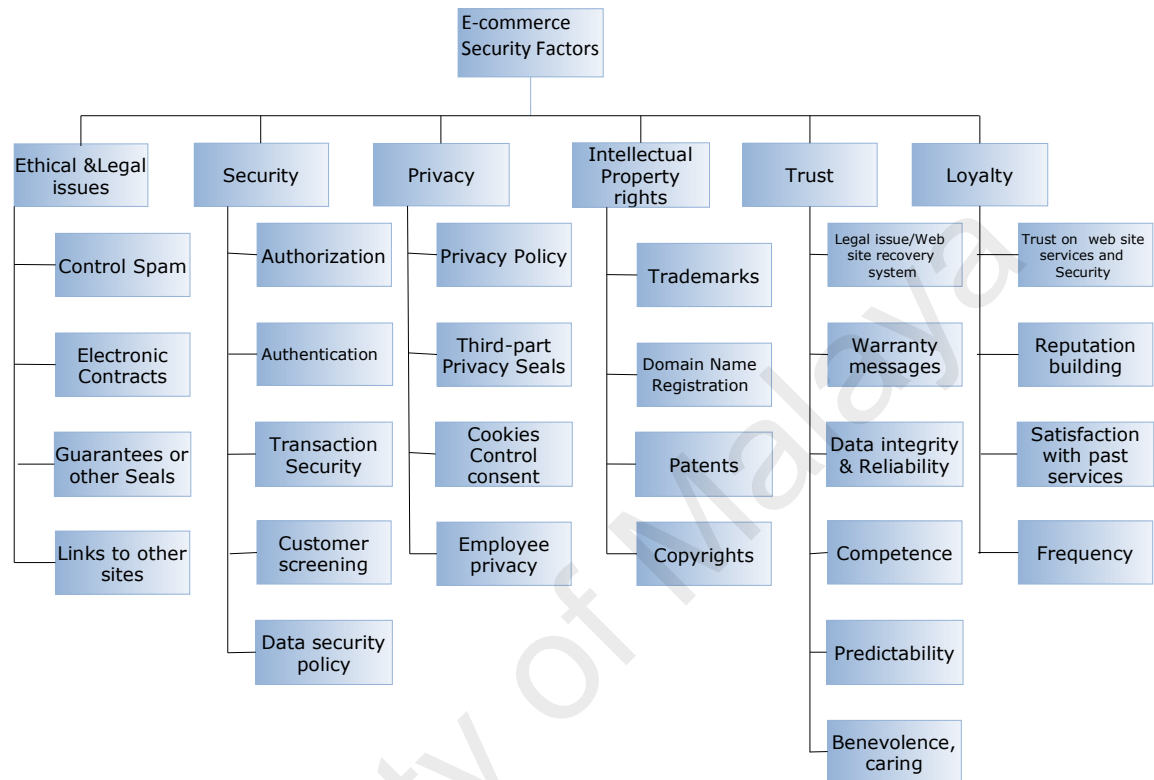 E-commerce
Security Factors
Ethical &Legal
issues
Security
Privacy
Intellectual
Property
rights
Trust
Loyalty
Control Spam
Electronic
Contracts
Guarantees or
other Seals
Links to other
sites
Authorization
Authentication
Transaction
Security
Customer
screening
Data security
policy
Privacy Policy
Third-part
Privacy Seals
Cookies
Control
consent
Employee
privacy
Trademarks
Domain Name
Registration
Patents
Copyrights
Legal issue/Web
site recovery
system
Warranty
messages
Data integrity
& Reliability
Competence
Predictability
Benevolence,
caring
Trust on web site
services and
Security
Reputation
building
Satisfaction
with past
services
Frequency
ty of Malaya